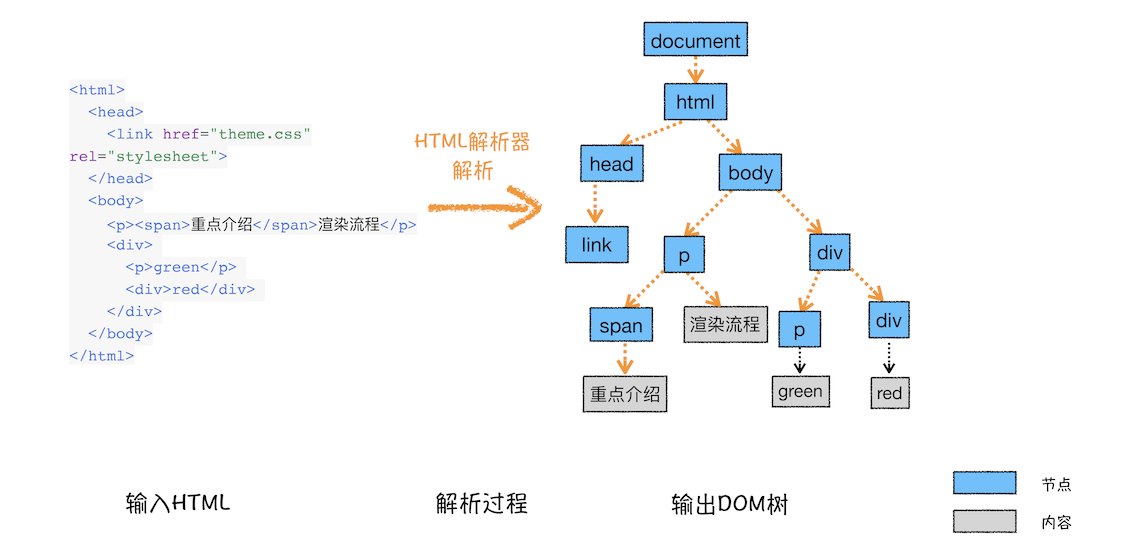 <html>
<head>
<link href="theme.css"
rel="stylesheet">
</head>
<body>
<p><span>重点介绍</span>渲染流程</p>
<div>
<p>green</p>
<div>red</div>
</div>
</body>
</html>
HTML解析器
解析
document
html
head
body
link
p
div
span
渲染流程
p
div
重点介绍
green
red
输入HTML
解析过程
输出DOM树
节点
内容